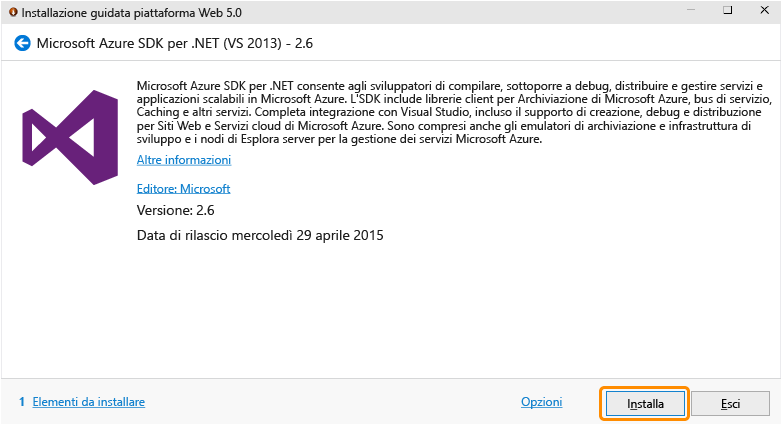 Installazione guidata piattaforma Web 5.0
Microsoft Azure SDK per .NET (VS 2013) - 2.6
Microsoft Azure SDK per .NET consente agli sviluppatori di compilare, sottoporre a debug, distribuire e gestire servizi e
applicazioni scalabili in Microsoft Azure. L'SDK include librerie client per Archiviazione di Microsoft Azure, bus di servizio,
Caching e altri servizi. Completa integrazione con Visual Studio, incluso il supporto di creazione, debug e distribuzione
per Siti Web e Servizi cloud di Microsoft Azure. Sono compresi anche gli emulatori di archiviazione e infrastruttura di
sviluppo e i nodi di Esplora server per la gestione dei servizi Microsoft Azure.
Altre informazioni
Editore: Microsoft
Versione: 2.6
Data di rilascio mercoledì 29 aprile 2015
1 Elementi da installare
Opzioni
Installa
Esci